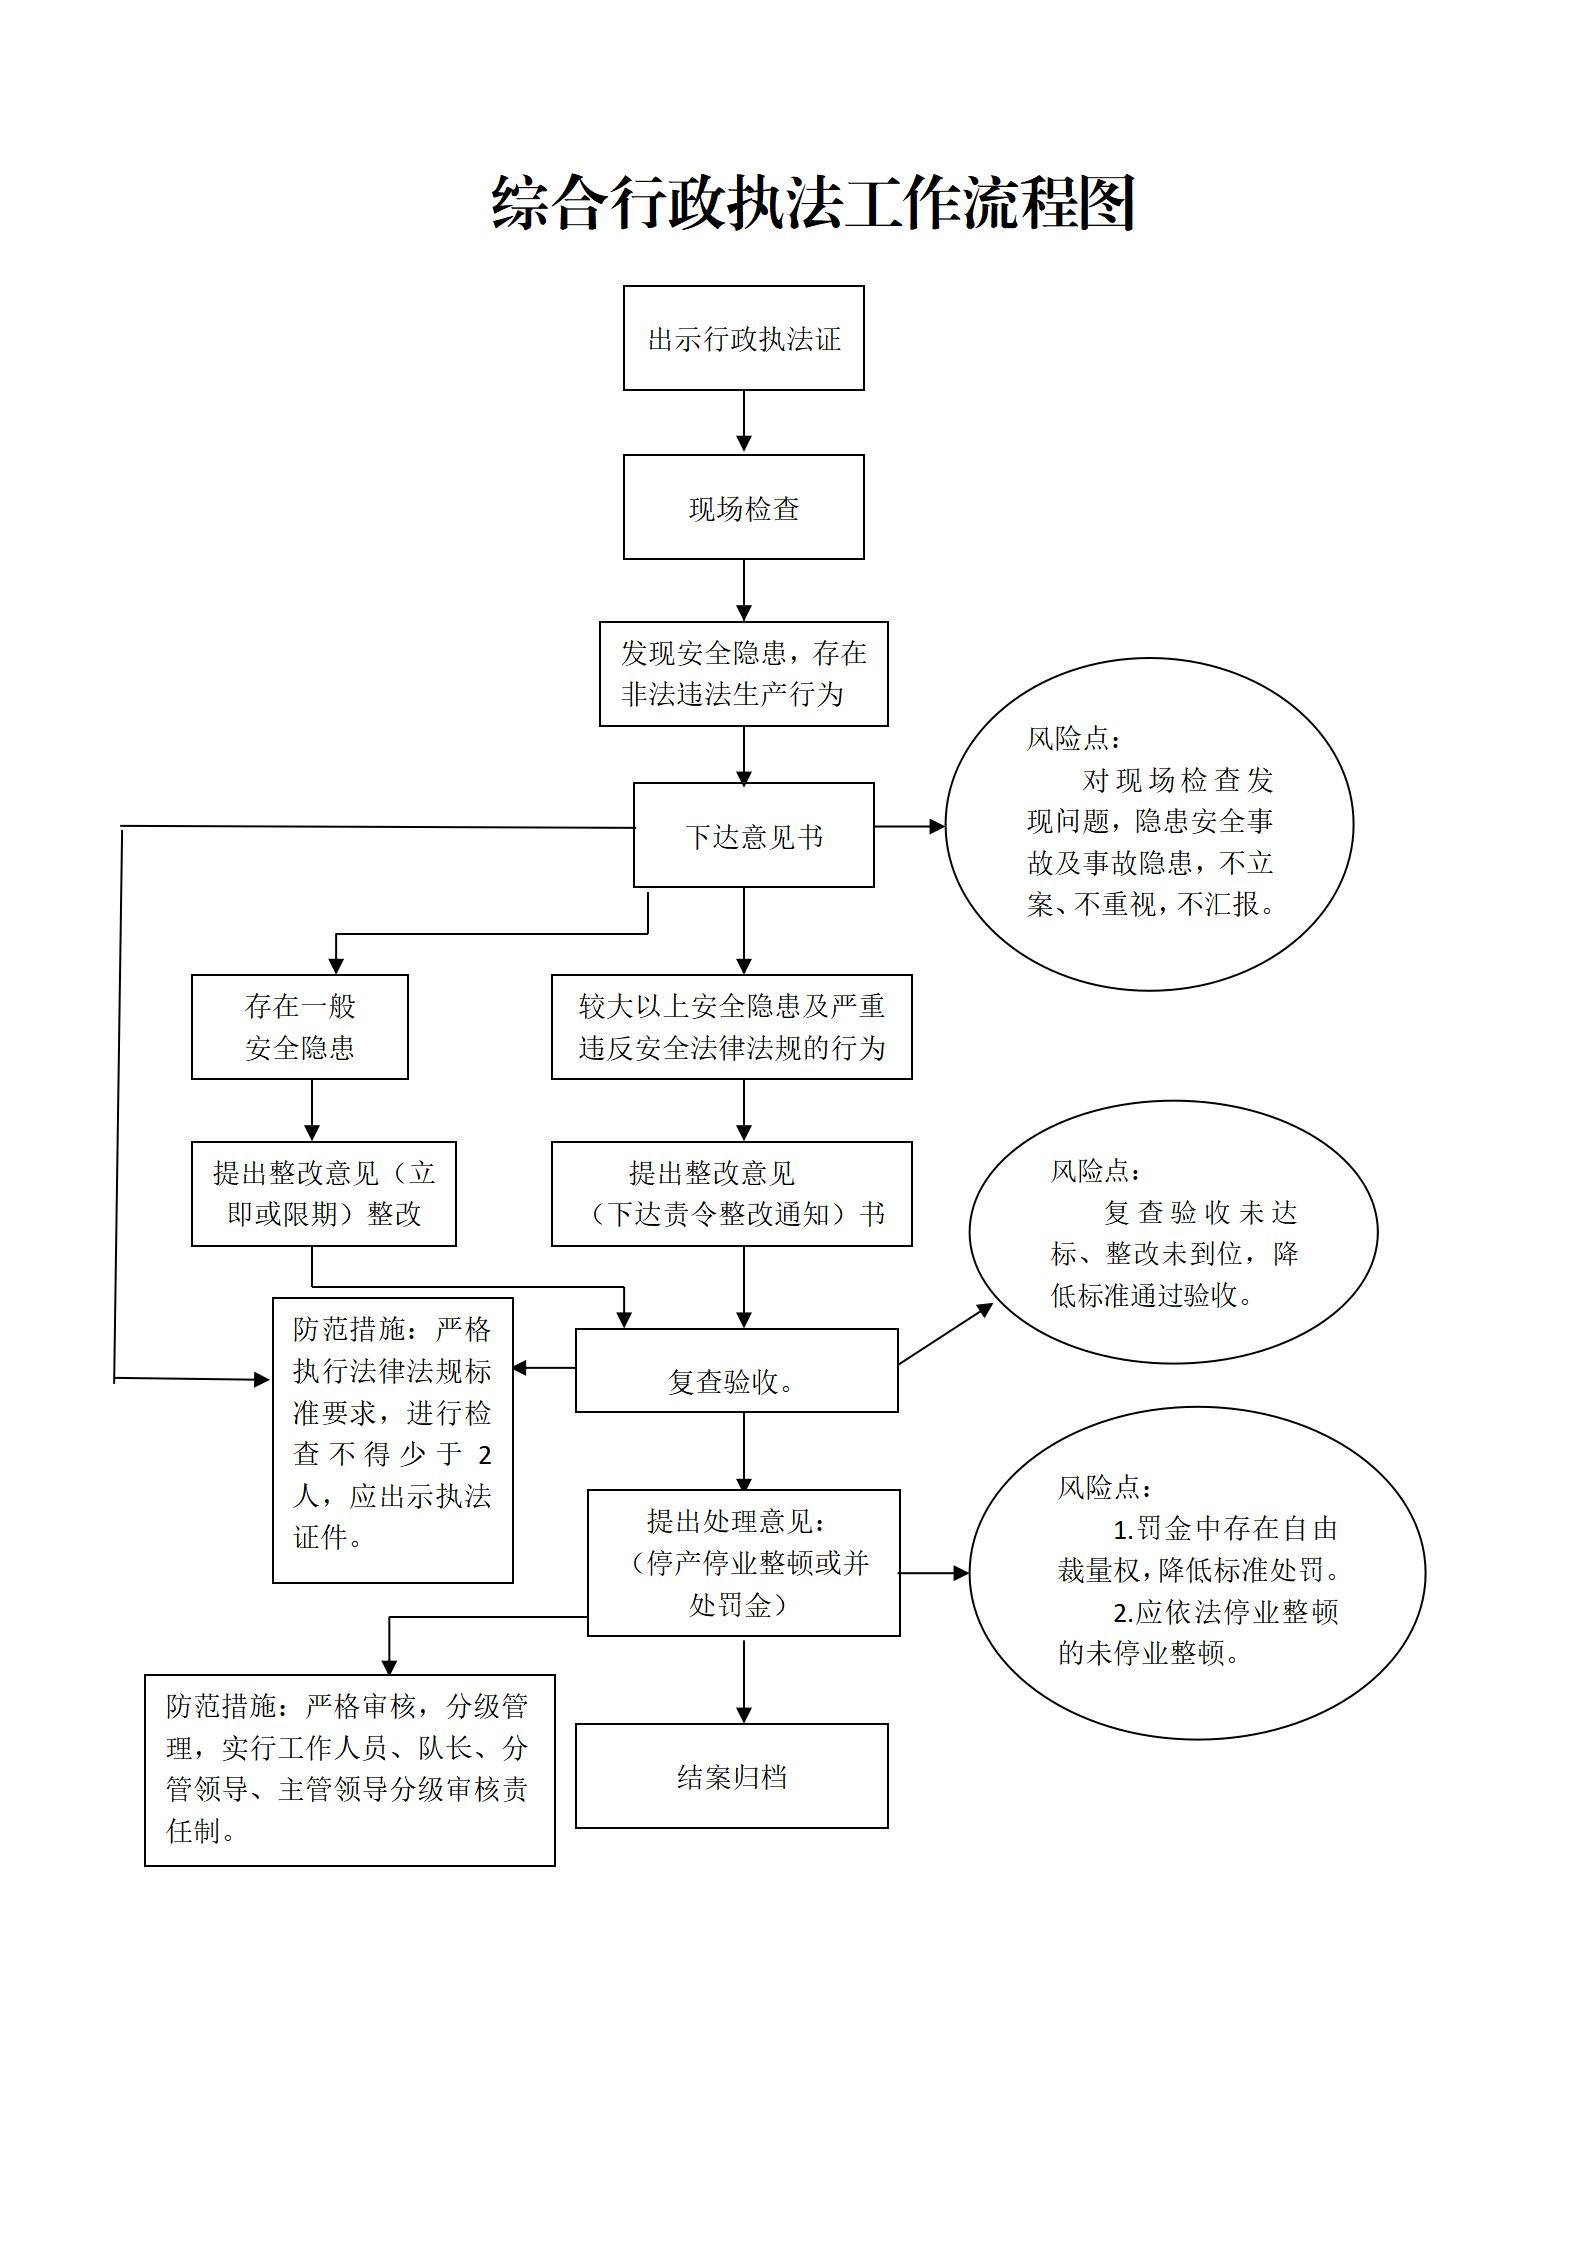 综合行政执法工作流程图
出示行政执法证
现场检查
发现安全隐患，存在
非法违法生产行为
下达意见书
风险点：
对现场检查发
现问题，隐患安全事
故及事故隐患，不立
案、不重视，不汇报。
存在一般
安全隐患
较大以上安全隐患及严重
违反安全法律法规的行为
提出整改意见（立
即或限期）整改
提出整改意见
（下达责令整改通知）书
风险点：
复查验收未达
标、整改未到位，降
低标准通过验收。
防范措施：严格
执行法律法规标
准要求，进行检
查不得少于 2
人，应出示执法
证件。
复查验收。
提出处理意见：
（停产停业整顿或并
处罚金）
风险点：
1.罚金中存在自由
裁量权，降低标准处罚。
2.应依法停业整顿
的未停业整顿。
防范措施：严格审核，分级管
理，实行工作人员、队长、分
管领导、主管领导分级审核责
任制。
结案归档